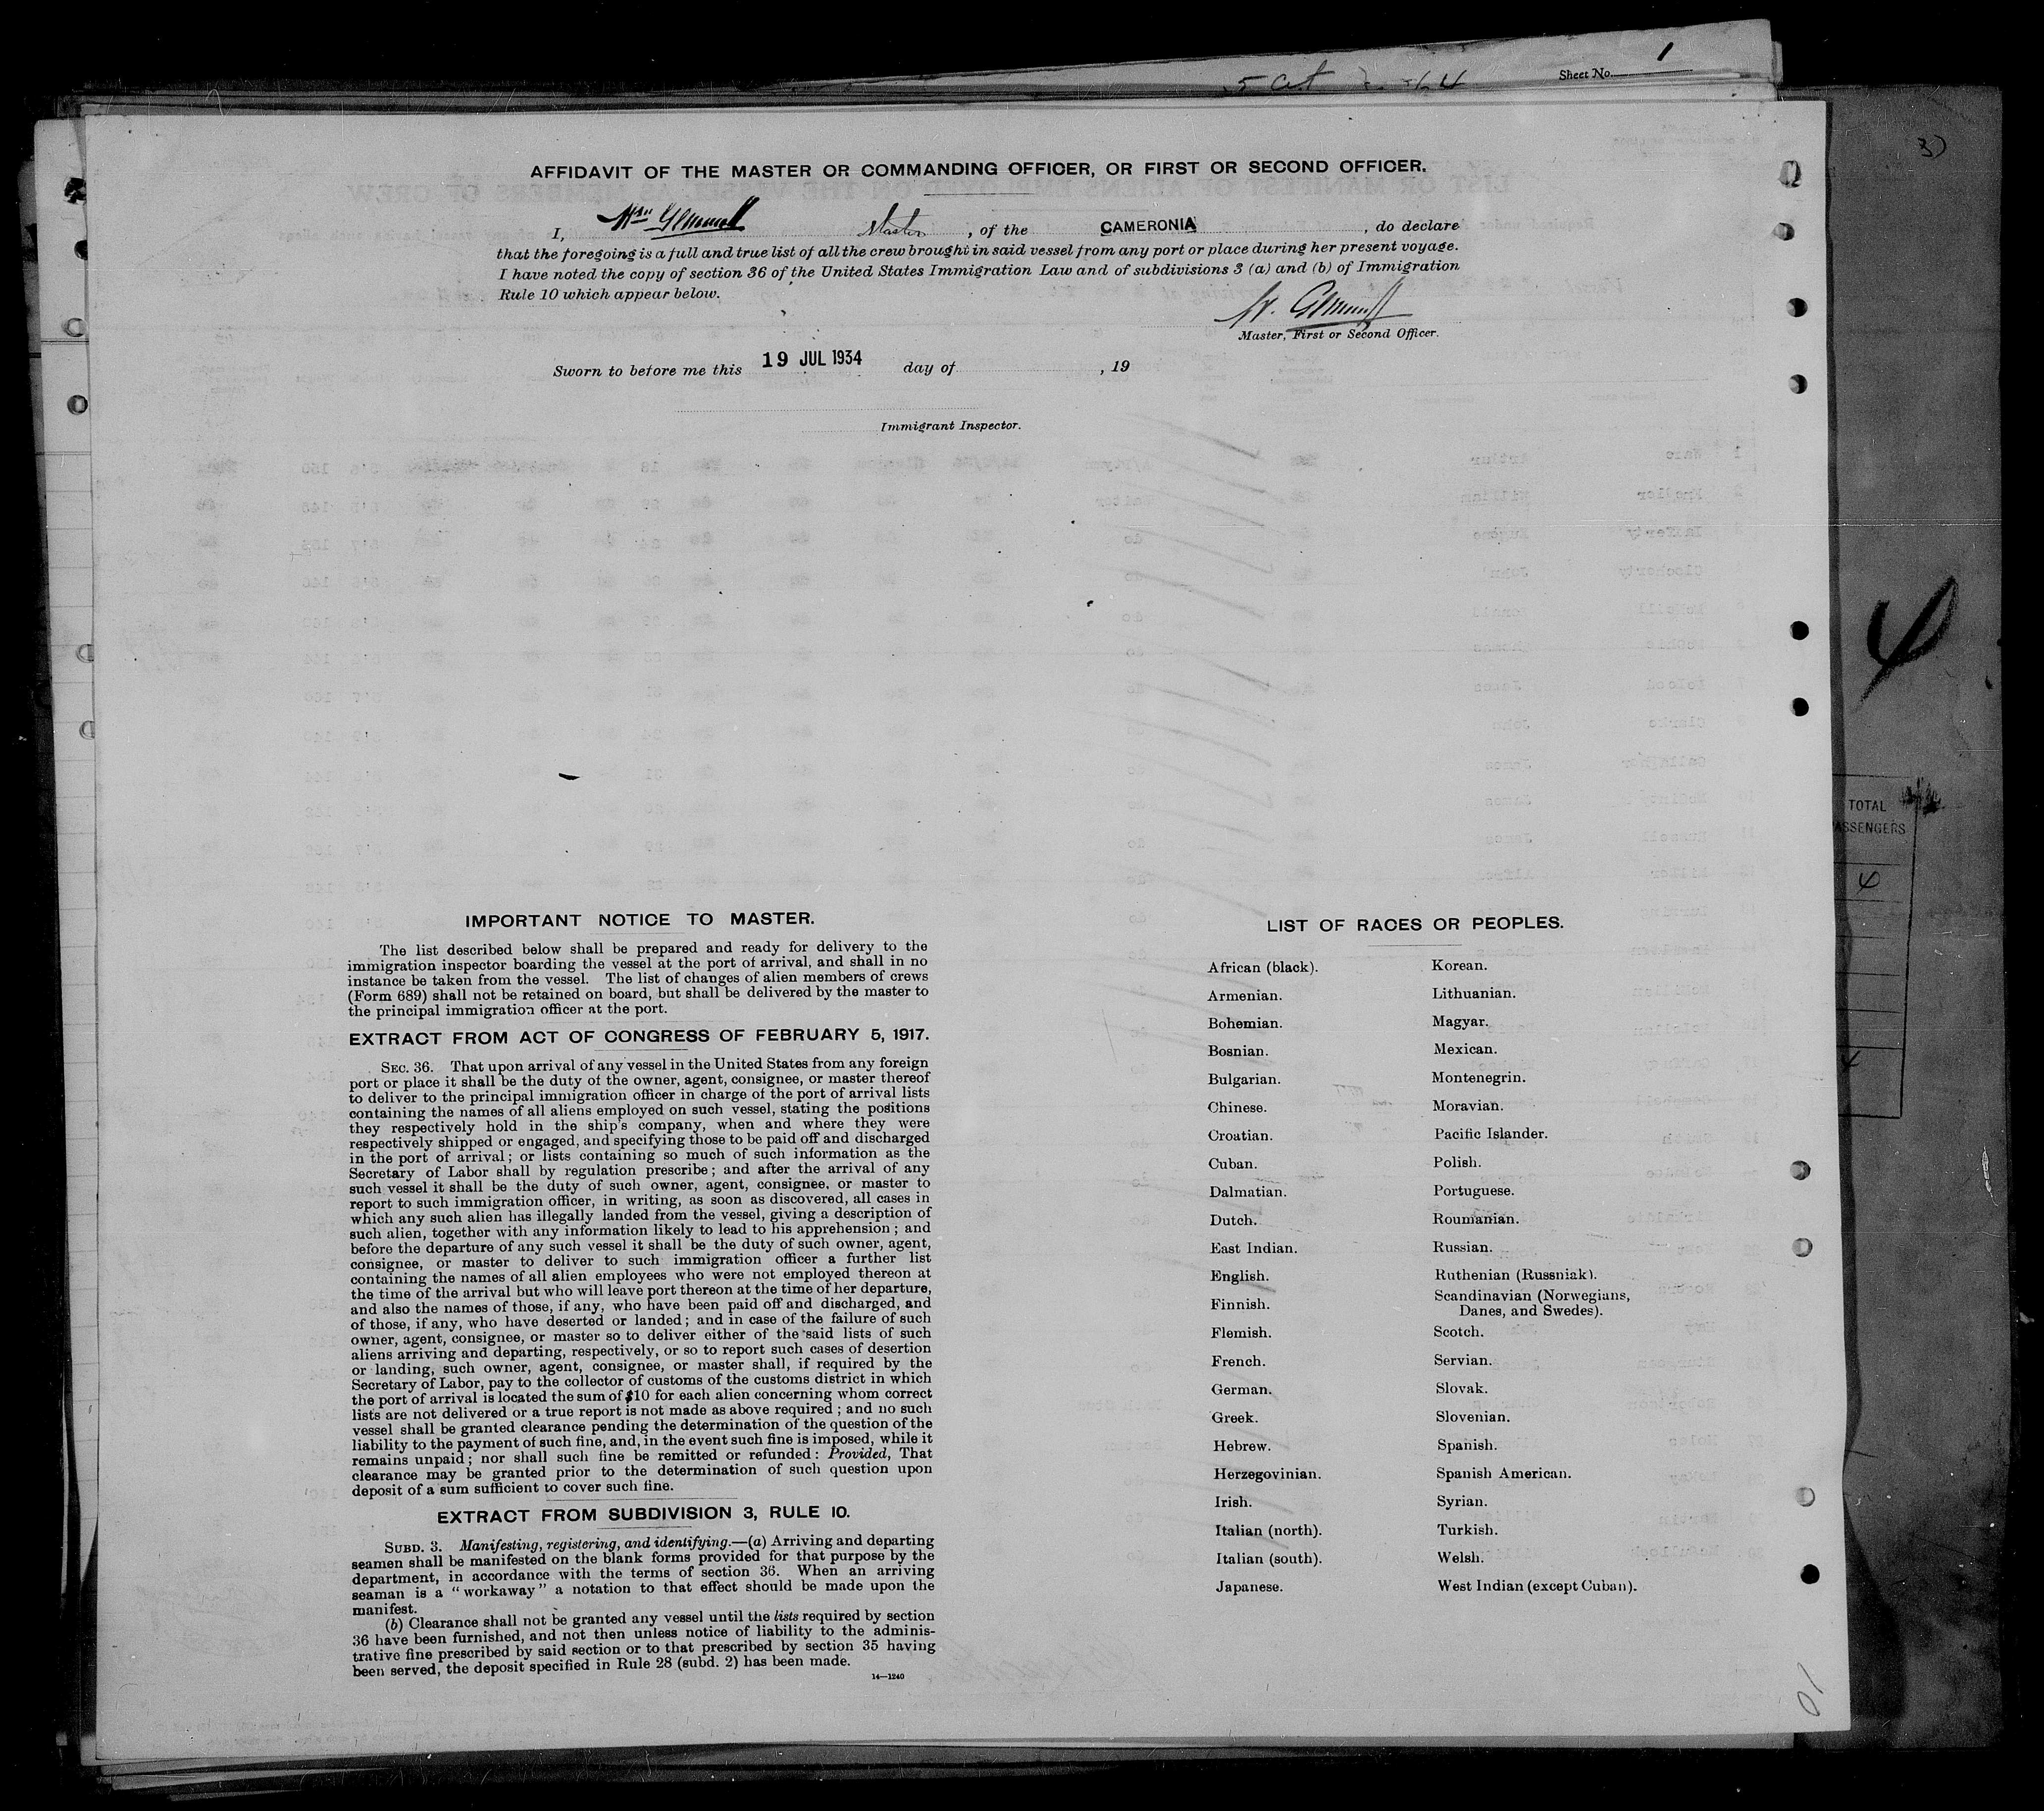 Sheet No. 1
AFFIDAVIT OF THE MASTER OR COMMANDING OFFICER, OR FIRST OR SECOND OFFICER.
I, Wm Gemmell Master, of the CAMERONIA, do declare
that the foregoing is a full and true list of all the crew brought in said vessel from any port or place during her present voyage.
I have noted the copy of section 36 of the United States Immigration Law and of subdivisions 3 (a) and (b) of Immigration
Rule 10 which appear below.
W. Gemmell
Master, First or Second Officer.
Sworn to before me this 19 JUL 1934 day of , 19
Immigrant Inspector.
IMPORTANT NOTICE TO MASTER.
The list described below shall be prepared and ready for delivery to the
immigration inspector boarding the vessel at the port of arrival, and shall in no
instance be taken from the vessel. The list of changes of alien members of crews
(Form 689) shall not be retained on board, but shall be delivered by the master to
the principal immigration officer at the port.
EXTRACT FROM ACT OF CONGRESS OF FEBRUARY 5, 1917.
SEC. 36. That upon arrival of any vessel in the United States from any foreign
port or place it shall be the duty of the owner, agent, consignee, or master thereof
to deliver to the principal immigration officer in charge of the port of arrival lists
containing the names of all aliens employed on such vessel, stating the positions
they respectively hold in the ship's company, when and where they were
respectively shipped or engaged, and specifying those to be paid off and discharged
in the port of arrival; or lists containing so much of such information as the
Secretary of Labor shall by regulation prescribe; and after the arrival of any
such vessel it shall be the duty of such owner, agent, consignee, or master to
report to such immigration officer, in writing, as soon as discovered, all cases in
which any such alien has illegally landed from the vessel, giving a description of
such alien, together with any information likely to lead to his apprehension; and
before the departure of any such vessel it shall be the duty of such owner, agent,
consignee, or master to deliver to such immigration officer a further list
containing the names of all alien employees who were not employed thereon at
the time of the arrival but who will leave port thereon at the time of her departure,
and also the names of those, if any, who have been paid off and discharged, and
of those, if any, who have deserted or landed; and in case of the failure of such
owner, agent, consignee, or master so to deliver either of the said lists of such
aliens arriving and departing, respectively, or so to report such cases of desertion
or landing, such owner, agent, consignee, or master shall, if required by the
Secretary of Labor, pay to the collector of customs of the customs district in which
the port of arrival is located the sum of $10 for each alien concerning whom correct
lists are not delivered or a true report is not made as above required; and no such
vessel shall be granted clearance pending the determination of the question of the
liability to the payment of such fine, and, in the event such fine is imposed, while it
remains unpaid; nor shall such fine be remitted or refunded: Provided, That
clearance may be granted prior to the determination of such question upon
deposit of a sum sufficient to cover such fine.
EXTRACT FROM SUBDIVISION 3, RULE 10.
SUBD. 3. Manifesting, registering, and identifying.—(a) Arriving and departing
seamen shall be manifested on the blank forms provided for that purpose by the
department, in accordance with the terms of section 36. When an arriving
seaman is a "workaway" a notation to that effect should be made upon the
manifest.
(b) Clearance shall not be granted any vessel until the lists required by section
36 have been furnished, and not then unless notice of liability to the adminis-
trative fine prescribed by said section or to that prescribed by section 35 having
been served, the deposit specified in Rule 28 (subd. 2) has been made.
14—1240
LIST OF RACES OR PEOPLES.
African (black).
Armenian.
Bohemian.
Bosnian.
Bulgarian.
Chinese.
Croatian.
Cuban.
Dalmatian.
Dutch.
East Indian.
English.
Finnish.
Flemish.
French.
German.
Greek.
Hebrew.
Herzegovinian.
Irish.
Italian (north).
Italian (south).
Japanese.
Korean.
Lithuanian.
Magyar.
Mexican.
Montenegrin.
Moravian.
Pacific Islander.
Polish.
Portuguese.
Roumanian.
Russian.
Ruthenian (Russniak).
Scandinavian (Norwegians,
Danes, and Swedes).
Scotch.
Servian.
Slovak.
Slovenian.
Spanish.
Spanish American.
Syrian.
Turkish.
Welsh.
West Indian (except Cuban).
TOTAL
ASSENGERS
4
4
10